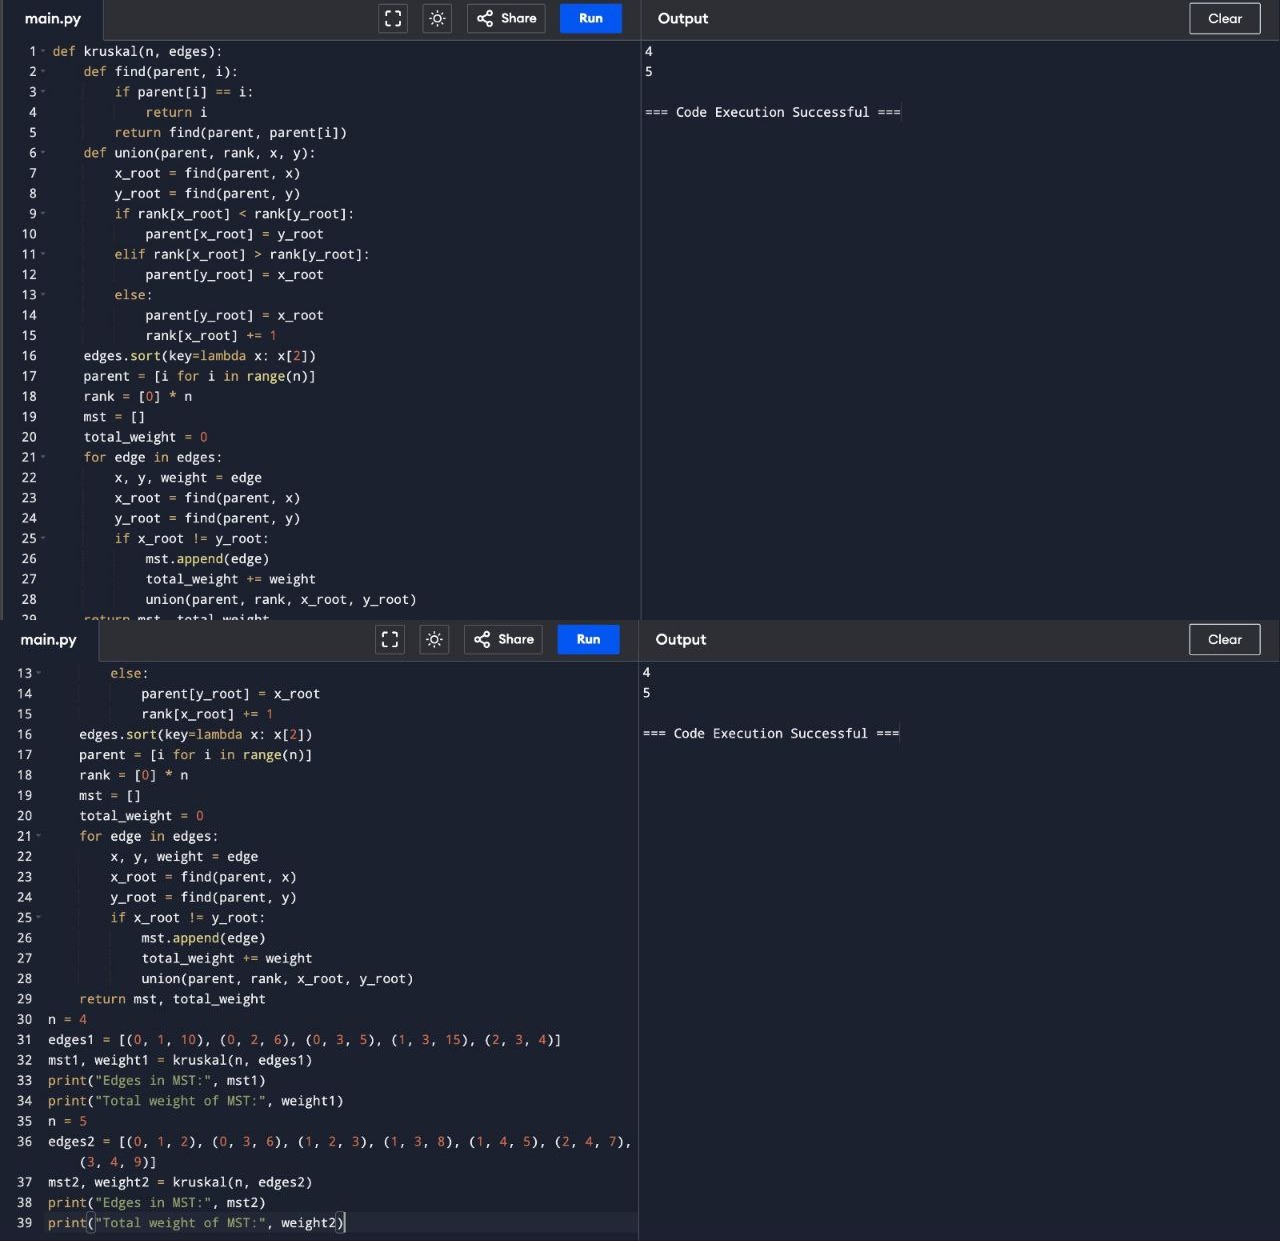 main.py
Share
Run
Output
Clear
1 def kruskal(n, edges):
2     def find(parent, i):
3         if parent[i] == i:
4             return i
5         return find(parent, parent[i])
6     def union(parent, rank, x, y):
7         x_root = find(parent, x)
8         y_root = find(parent, y)
9         if rank[x_root] < rank[y_root]:
10             parent[x_root] = y_root
11         elif rank[x_root] > rank[y_root]:
12             parent[y_root] = x_root
13         else:
14             parent[y_root] = x_root
15             rank[x_root] += 1
16     edges.sort(key=lambda x: x[2])
17     parent = [i for i in range(n)]
18     rank = [0] * n
19     mst = []
20     total_weight = 0
21     for edge in edges:
22         x, y, weight = edge
23         x_root = find(parent, x)
24         y_root = find(parent, y)
25         if x_root != y_root:
26             mst.append(edge)
27             total_weight += weight
28             union(parent, rank, x_root, y_root)
29     return mst, total_weight
4
5
=== Code Execution Successful ===
main.py
Share
Run
Output
Clear
13         else:
14             parent[y_root] = x_root
15             rank[x_root] += 1
16     edges.sort(key=lambda x: x[2])
17     parent = [i for i in range(n)]
18     rank = [0] * n
19     mst = []
20     total_weight = 0
21     for edge in edges:
22         x, y, weight = edge
23         x_root = find(parent, x)
24         y_root = find(parent, y)
25         if x_root != y_root:
26             mst.append(edge)
27             total_weight += weight
28             union(parent, rank, x_root, y_root)
29     return mst, total_weight
30 n = 4
31 edges1 = [(0, 1, 10), (0, 2, 6), (0, 3, 5), (1, 3, 15), (2, 3, 4)]
32 mst1, weight1 = kruskal(n, edges1)
33 print("Edges in MST:", mst1)
34 print("Total weight of MST:", weight1)
35 n = 5
36 edges2 = [(0, 1, 2), (0, 3, 6), (1, 2, 3), (1, 3, 8), (1, 4, 5), (2, 4, 7),
(3, 4, 9)]
37 mst2, weight2 = kruskal(n, edges2)
38 print("Edges in MST:", mst2)
39 print("Total weight of MST:", weight2)
4
5
=== Code Execution Successful ===